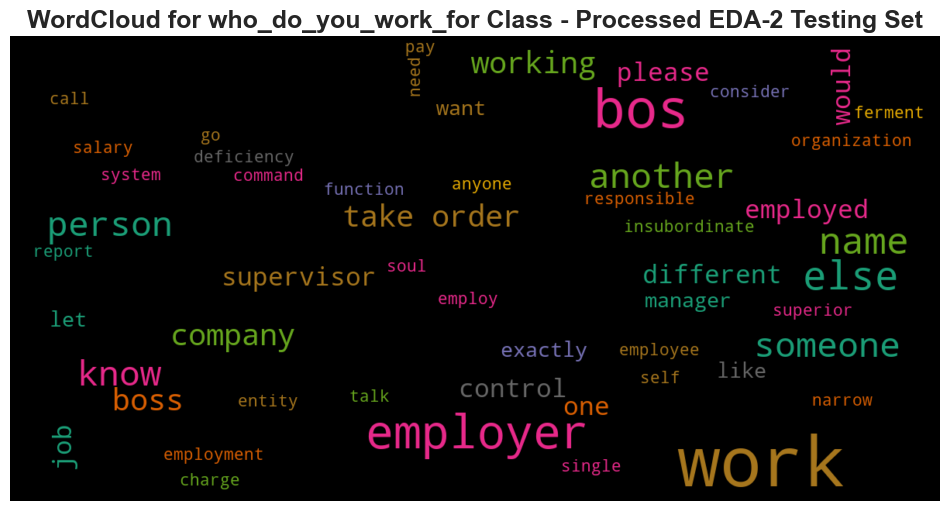 WordCloud for who_do_you_work_for Class - Processed EDA-2 Testing Set
pay
working
need
please
would
bos
consider
call
want
ferment
go
organization
salary
deficiency
system
command
another
function
anyone
responsible
employed
person
take order
insubordinate
name
report
soul
supervisor
different
else
employ
manager
superior
let
company
exactly
employee
someone
know
self
like
control
boss
entity
talk
one
narrow
job
employer
employment
single
work
charge